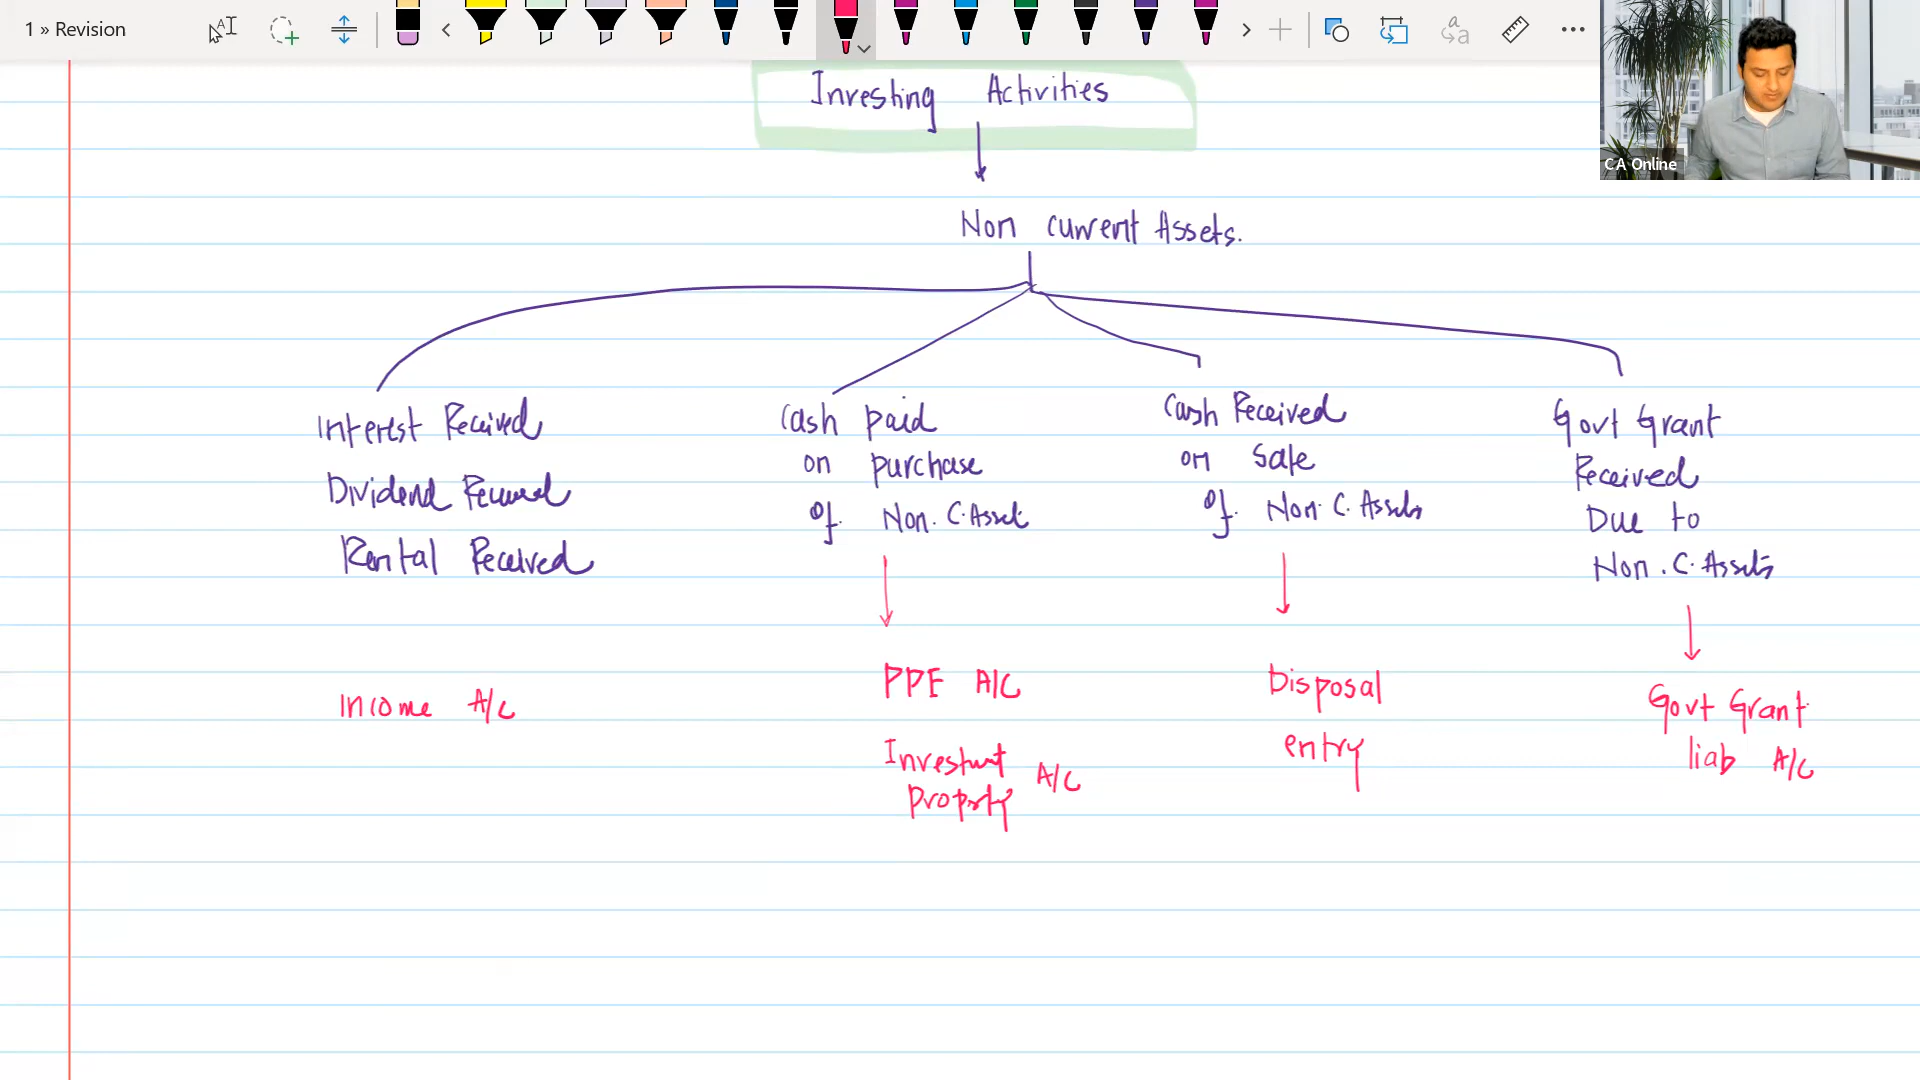 1 » Revision
CA Online
Investing Activities
Non current Assets.
Interest Received
Dividend Received
Rental Received
Cash paid
on purchase
of Non. C. Asset
Cash Received
on Sale
of Non. C. Assets
Govt Grant
Received
Due to
Non. C. Assets
Income A/C
PPE A/C
Investment
Property A/C
Disposal
entry
Govt Grant
liab A/C